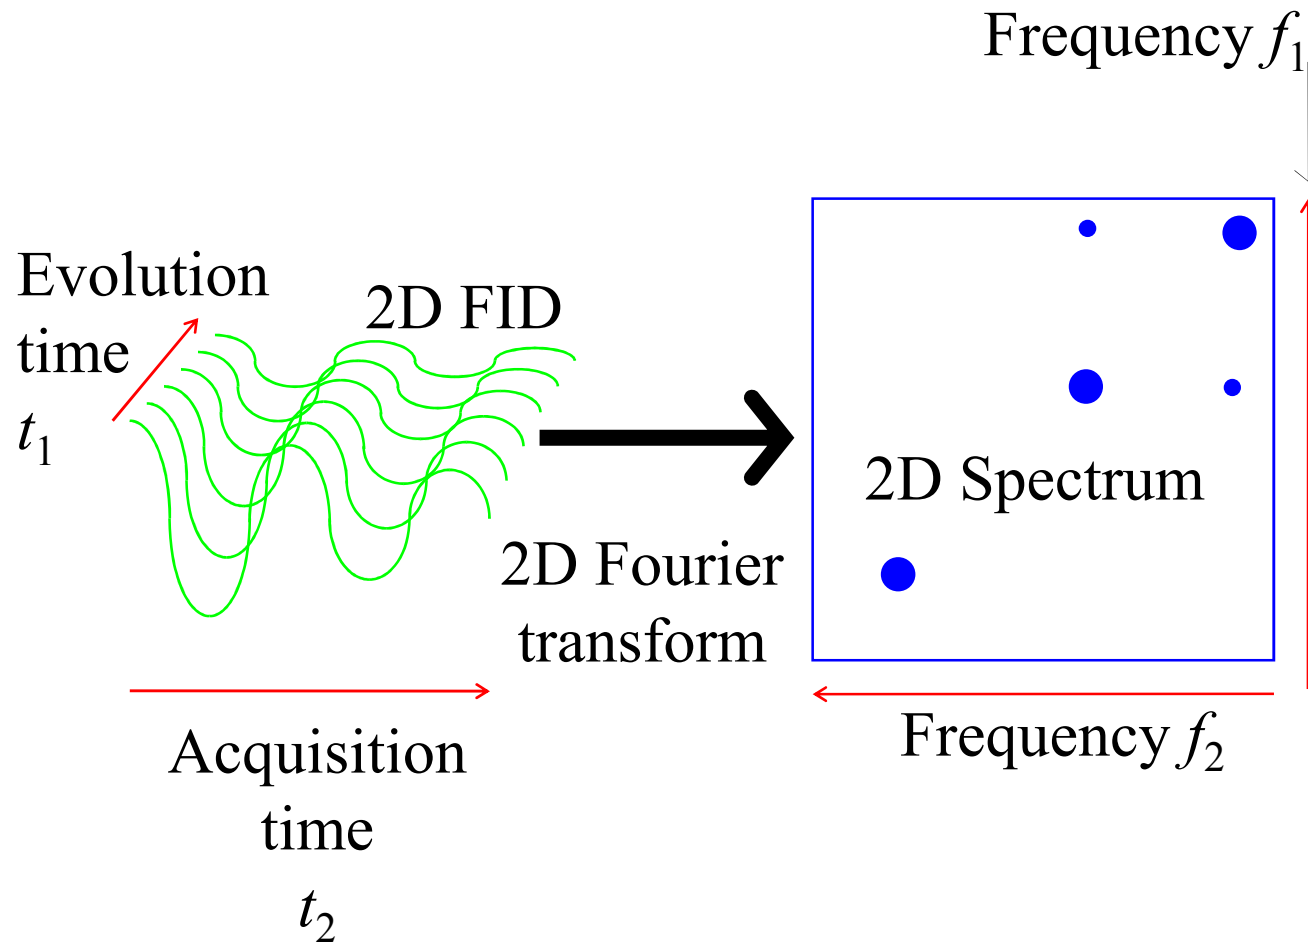 Frequency f₁
Evolution
time
t₁
2D FID
2D Spectrum
2D Fourier
transform
Frequency f₂
Acquisition
time
t₂